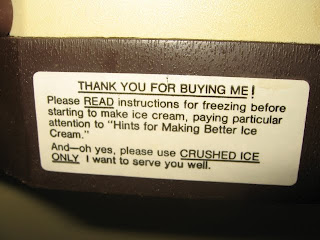 THANK YOU FOR BUYING ME!
Please READ instructions for freezing before
starting to make ice cream, paying particular
attention to "Hints for Making Better Ice
Cream."
And—oh yes, please use CRUSHED ICE
ONLY. I want to serve you well.